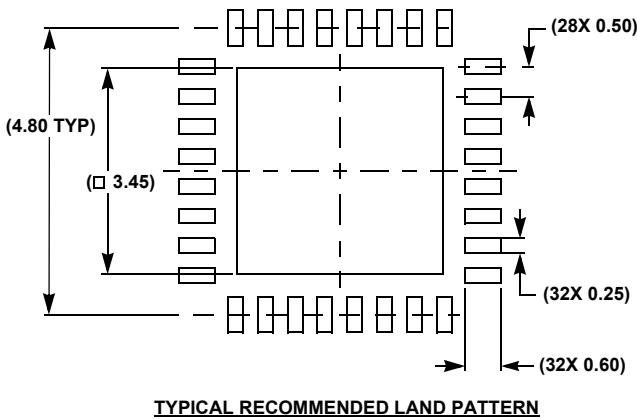 (28X 0.50)
(4.80 TYP)
(□ 3.45)
(32X 0.25)
(32X 0.60)
TYPICAL RECOMMENDED LAND PATTERN